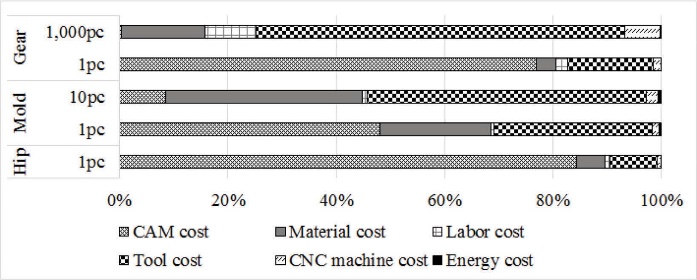 Gear
1,000pc
1pc
Mold
10pc
1pc
Hip
1pc
0% 20% 40% 60% 80% 100%
CAM cost Material cost Labor cost
Tool cost CNC machine cost Energy cost